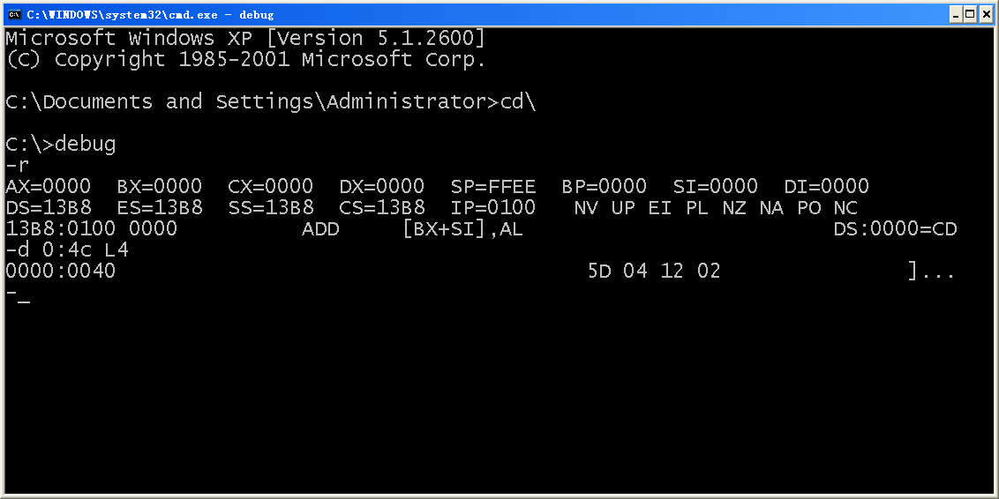 C:\WINDOWS\system32\cmd.exe - debug
Microsoft Windows XP [Version 5.1.2600]
(C) Copyright 1985-2001 Microsoft Corp.
C:\Documents and Settings\Administrator>cd\
C:\>debug
-r
AX=0000  BX=0000  CX=0000  DX=0000  SP=FFEE  BP=0000  SI=0000  DI=0000
DS=13B8  ES=13B8  SS=13B8  CS=13B8  IP=0100   NV UP EI PL NZ NA PO NC
13B8:0100 0000          ADD     [BX+SI],AL                         DS:0000=CD
-d 0:4c L4
0000:0040                                      5D 04 12 02               ]...
-_